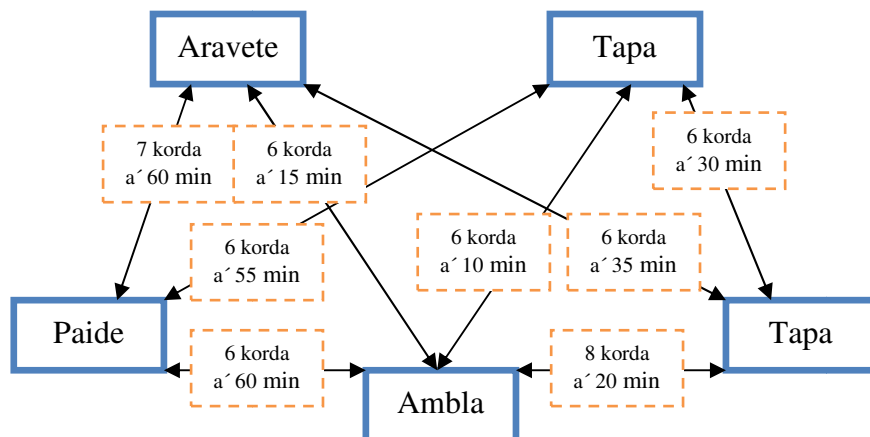 Aravete
Tapa
7 korda
a´ 60 min
6 korda
a´ 15 min
6 korda
a´ 30 min
6 korda
a´ 55 min
6 korda
a´ 10 min
6 korda
a´ 35 min
Paide
Tapa
6 korda
a´ 60 min
8 korda
a´ 20 min
Ambla